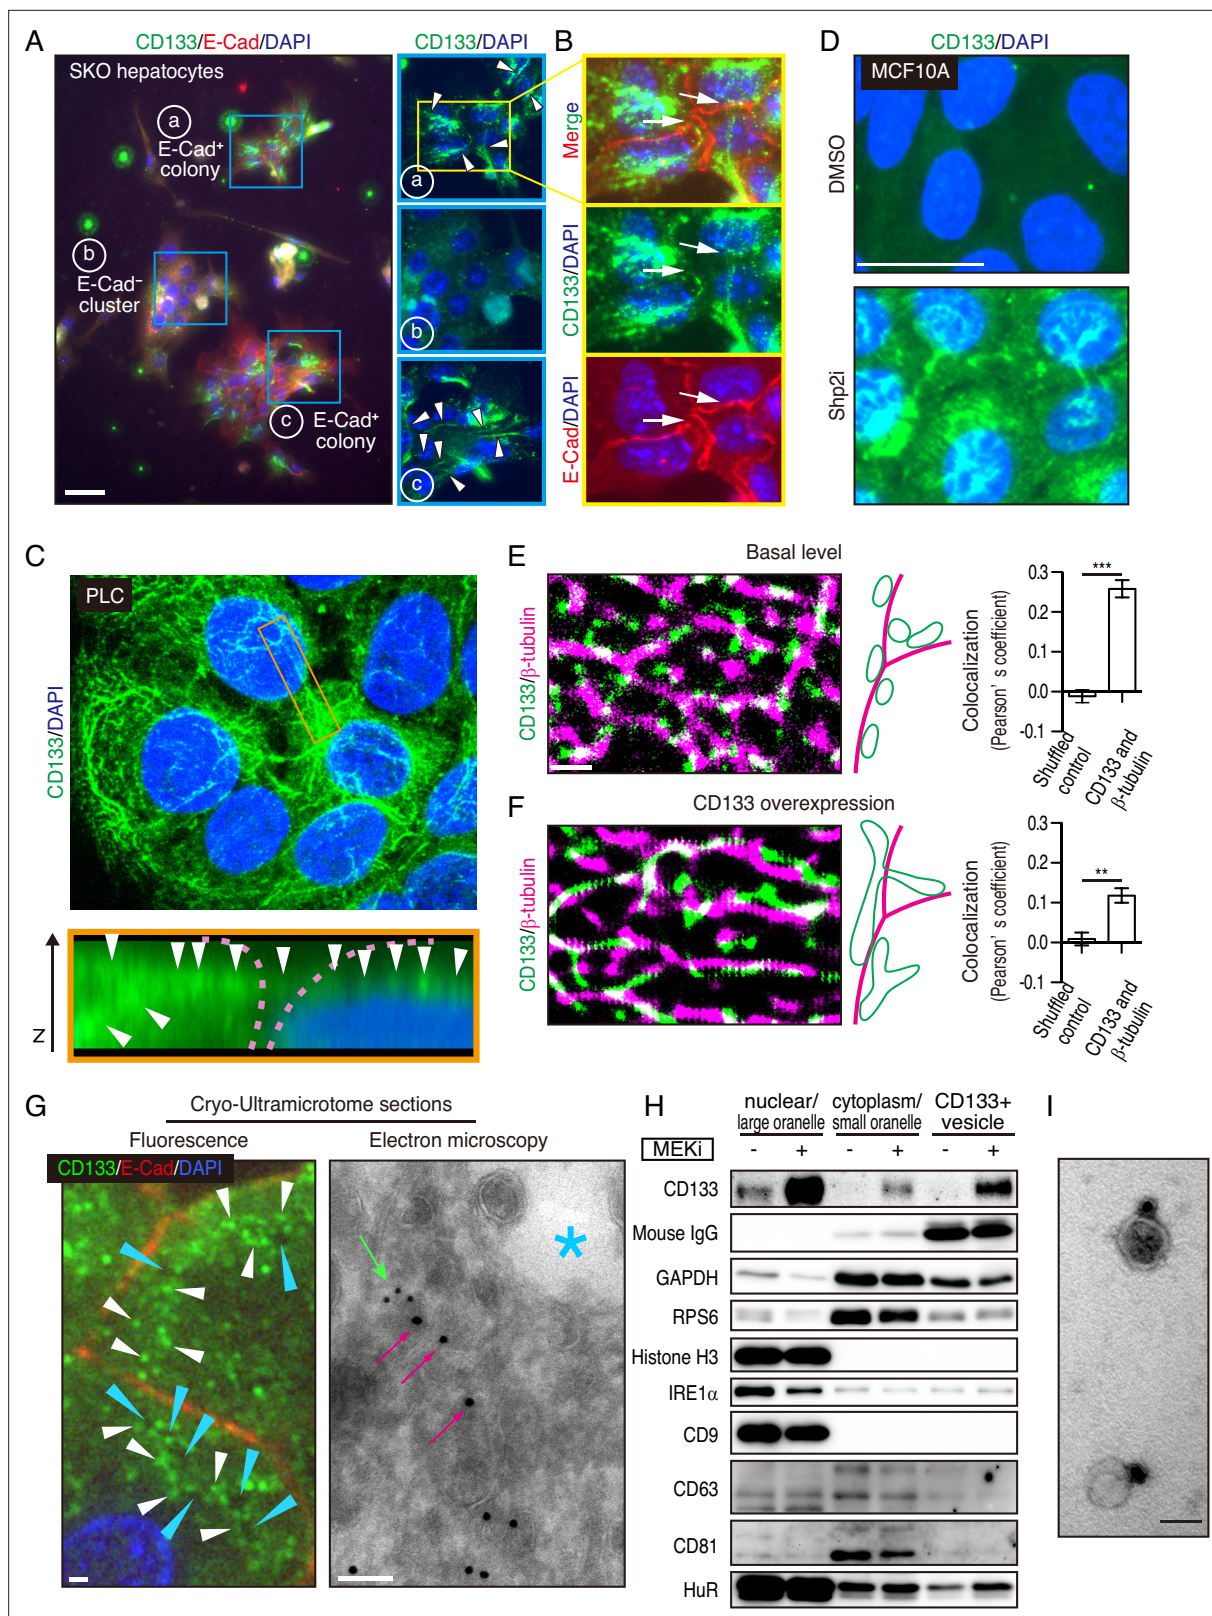 A
CD133/E-Cad/DAPI
SKO hepatocytes
a
E-Cad+
colony
b
E-Cad−
cluster
c
E-Cad+
colony
CD133/DAPI
a
b
c
B
Merge
CD133/DAPI
E-Cad/DAPI
D
CD133/DAPI
MCF10A
DMSO
Shp2i
C
PLC
CD133/DAPI
Z
E
Basal level
CD133/β-tubulin
Colocalization
(Pearson' s coefficient)
0.3
0.2
0.1
0.0
-0.1
***
Shuffled
control
CD133 and
β-tubulin
F
CD133 overexpression
CD133/β-tubulin
Colocalization
(Pearson' s coefficient)
0.3
0.2
0.1
0.0
-0.1
**
Shuffled
control
CD133 and
β-tubulin
G
Cryo-Ultramicrotome sections
Fluorescence
Electron microscopy
CD133/E-Cad/DAPI
*
H
nuclear/
large organelle
cytoplasm/
small organelle
CD133+
vesicle
MEKi
- + - + - +
CD133
Mouse IgG
GAPDH
RPS6
Histone H3
IRE1α
CD9
CD63
CD81
HuR
I